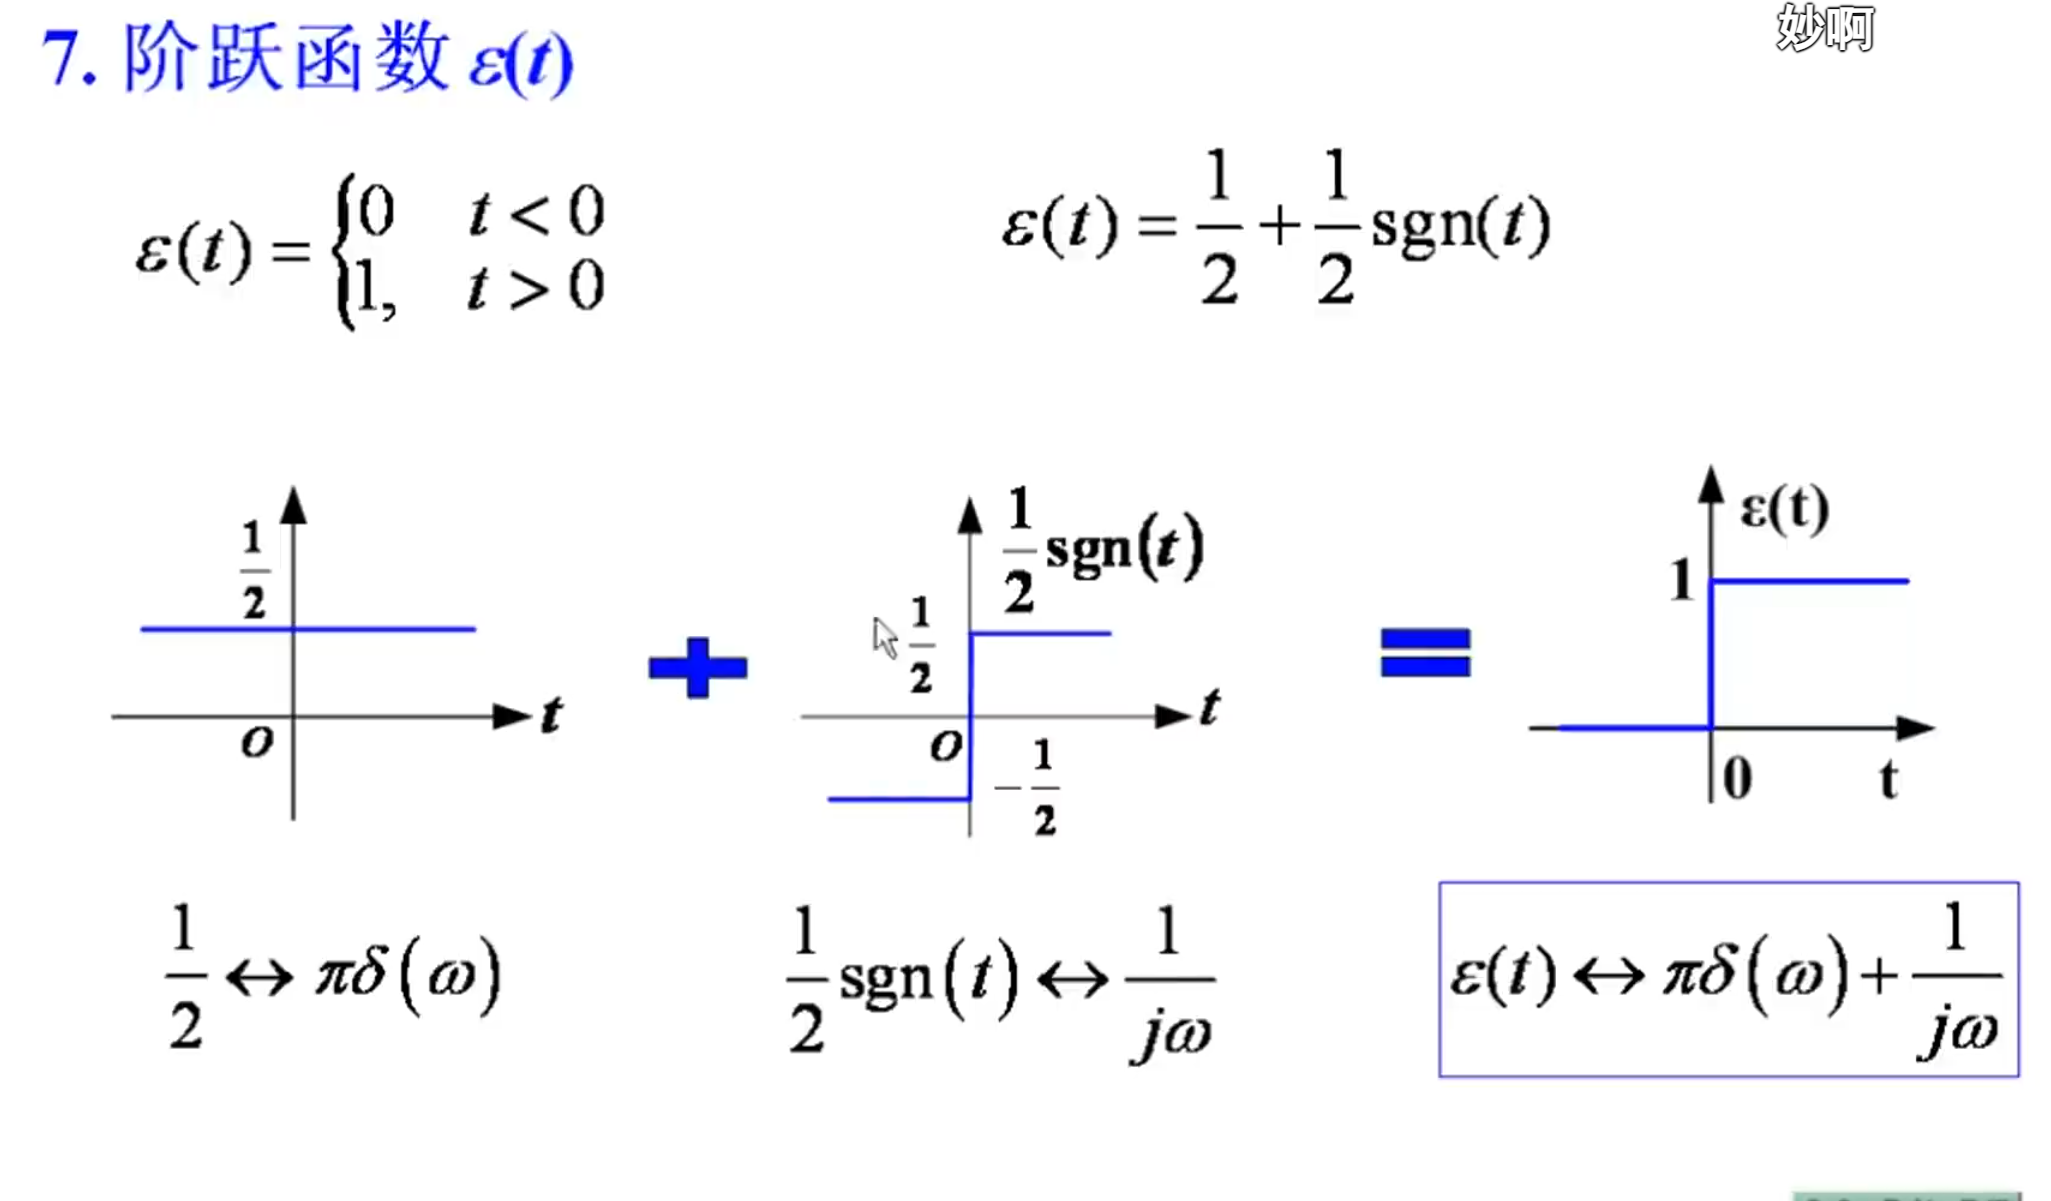 妙啊
7. 阶跃函数 ε(t)
ε(t) = {0 t < 0
1, t > 0
ε(t) = 1/2 + 1/2 sgn(t)
1/2
o
t
1/2 sgn(t)
1/2
o
t
-1/2
ε(t)
1
0
t
1/2 ↔ πδ(ω)
1/2 sgn(t) ↔ 1/jω
ε(t) ↔ πδ(ω) + 1/jω